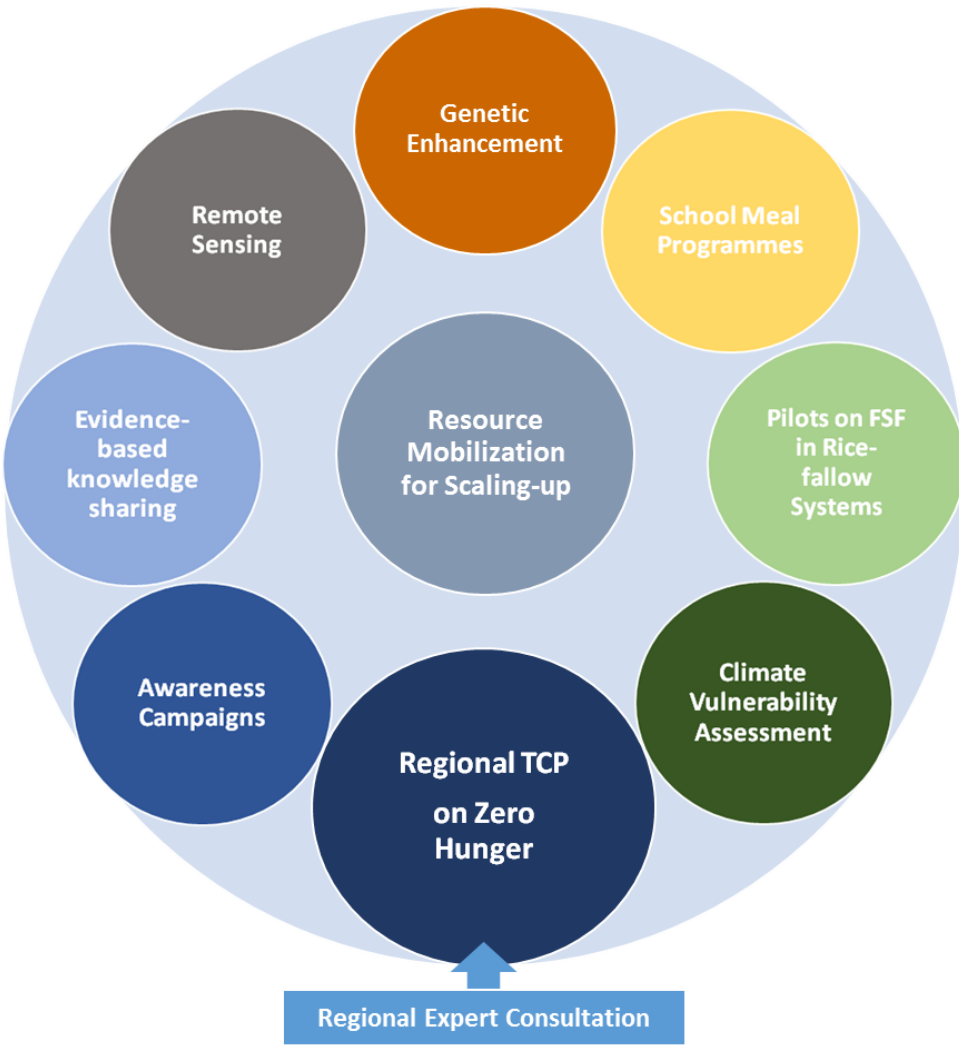 Genetic
Enhancement
Remote
Sensing
School Meal
Programmes
Evidence-
based
knowledge
sharing
Resource
Mobilization
for Scaling-up
Pilots on FSF
in Rice-
fallow
Systems
Awareness
Campaigns
Climate
Vulnerability
Assessment
Regional TCP
on Zero
Hunger
Regional Expert Consultation